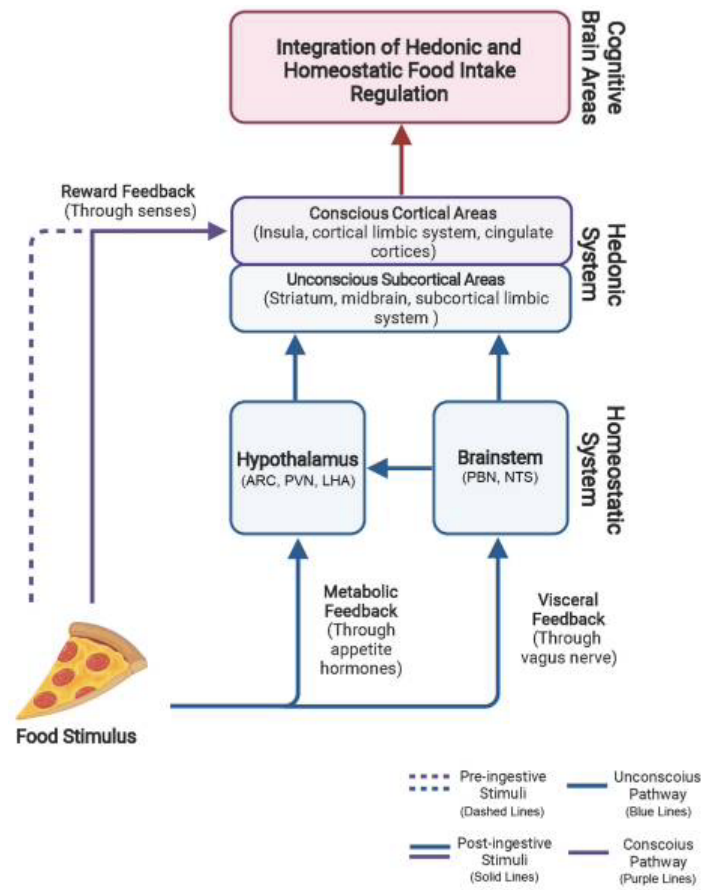 Integration of Hedonic and
Homeostatic Food Intake
Regulation
Cognitive
Brain Areas
Reward Feedback
(Through senses)
Conscious Cortical Areas
(Insula, cortical limbic system, cingulate
cortices)
Unconscious Subcortical Areas
(Striatum, midbrain, subcortical limbic
system )
Hedonic
System
Hypothalamus
(ARC, PVN, LHA)
Brainstem
(PBN, NTS)
Homeostatic
System
Metabolic
Feedback
(Through
appetite
hormones)
Visceral
Feedback
(Through
vagus nerve)
Food Stimulus
Pre-ingestive
Stimuli
(Dashed Lines)
Unconscoius
Pathway
(Blue Lines)
Post-ingestive
Stimuli
(Solid Lines)
Conscoius
Pathway
(Purple Lines)